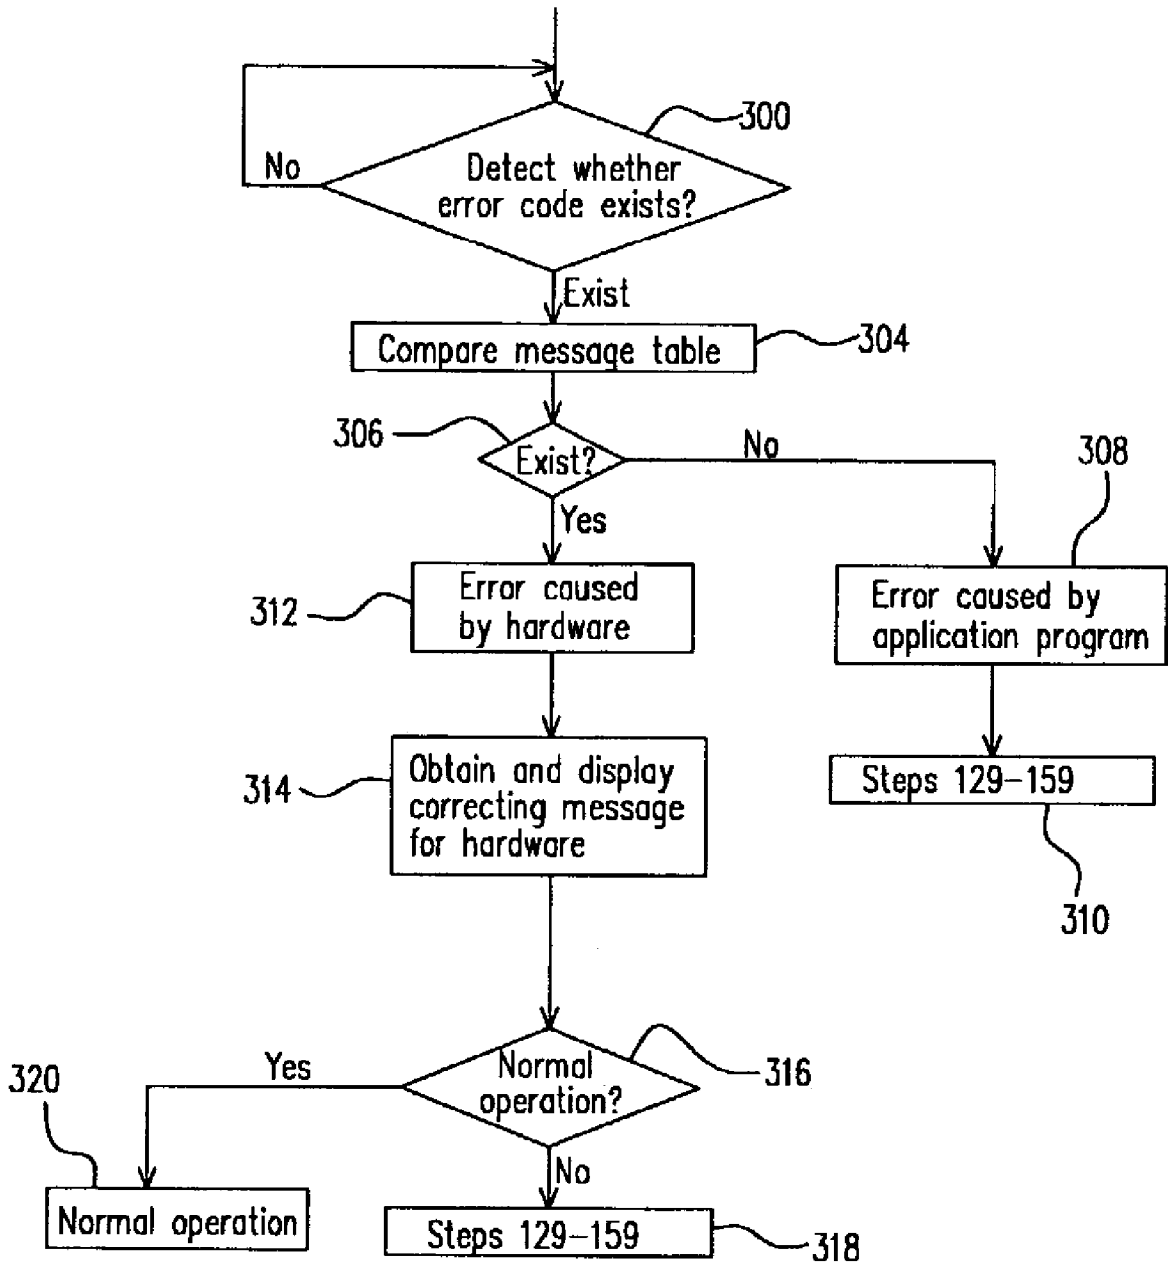 300
No
Detect whether
error code exists?
Exist
Compare message table
304
306
Exist?
No
308
Yes
312
Error caused
by hardware
Error caused by
application program
314
Obtain and display
correcting message
for hardware
Steps 129-159
310
Normal
operation?
316
Yes
320
No
Normal operation
Steps 129-159
318